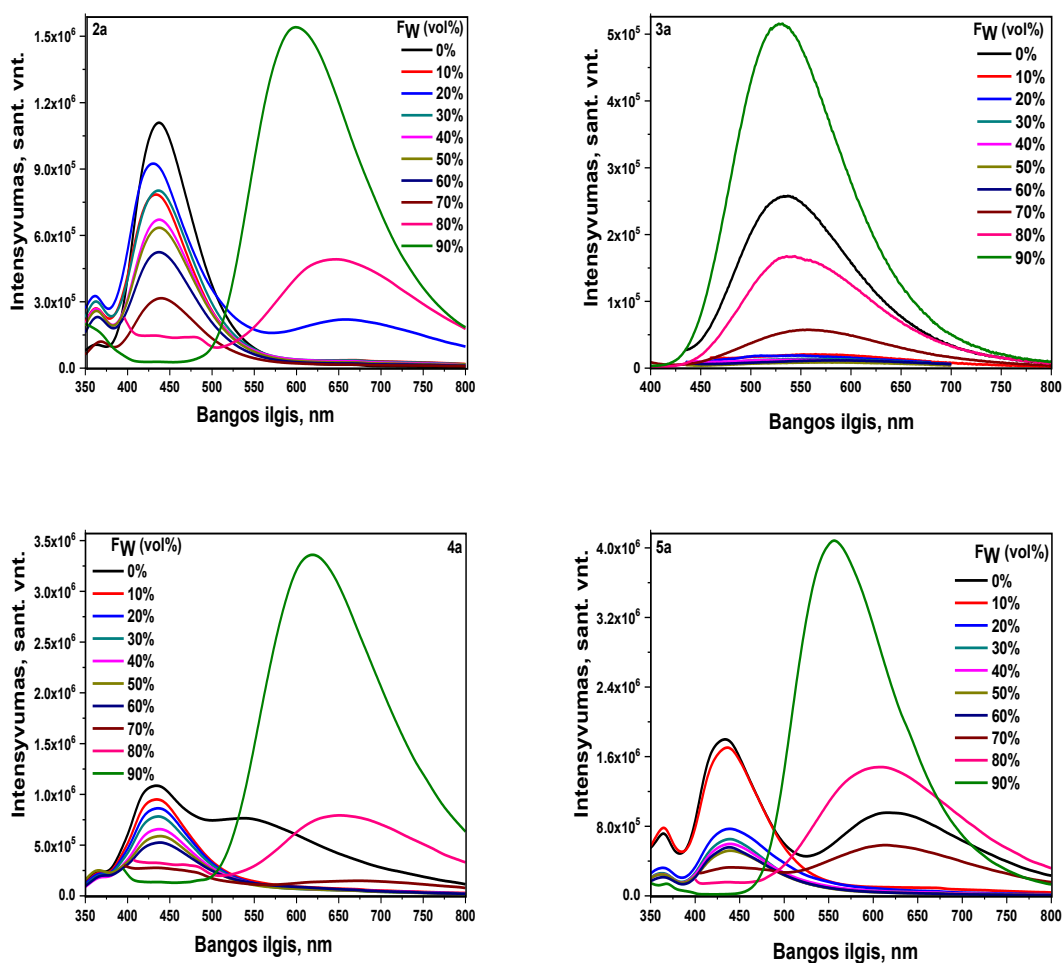 2a
FW (vol%)
0%
10%
20%
30%
40%
50%
60%
70%
80%
90%
1.5x10⁶
1.2x10⁶
9.0x10⁵
6.0x10⁵
3.0x10⁵
0.0
Intensyvumas, sant. vnt.
350 400 450 500 550 600 650 700 750 800
Bangos ilgis, nm
3a
FW (vol%)
0%
10%
20%
30%
40%
50%
60%
70%
80%
90%
5x10⁵
4x10⁵
3x10⁵
2x10⁵
1x10⁵
0
Intensyvumas, sant. vnt.
400 450 500 550 600 650 700 750 800
Bangos ilgis, nm
FW (vol%)
4a
0%
10%
20%
30%
40%
50%
60%
70%
80%
90%
3.5x10⁶
3.0x10⁶
2.5x10⁶
2.0x10⁶
1.5x10⁶
1.0x10⁶
5.0x10⁵
0.0
Intensyvumas, sant. vnt.
350 400 450 500 550 600 650 700 750 800
Bangos ilgis, nm
5a
FW (vol%)
0%
10%
20%
30%
40%
50%
60%
70%
80%
90%
4.0x10⁶
3.2x10⁶
2.4x10⁶
1.6x10⁶
8.0x10⁵
0.0
Intensyvumas, sant. vnt.
350 400 450 500 550 600 650 700 750 800
Bangos ilgis, nm